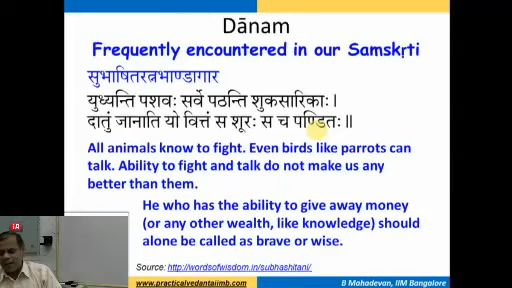 Dānam
Frequently encountered in our Samskṛti
सुभाषितरत्नभाण्डागार
युध्यन्ति पशवः सर्वे पठन्ति शुकसारिकाः।
दातुं जानाति यो वित्तं स शूरः स च पण्डितः॥
All animals know to fight. Even birds like parrots can
talk. Ability to fight and talk do not make us any
better than them.
He who has the ability to give away money
(or any other wealth, like knowledge) should
alone be called as brave or wise.
Source: http://wordsofwisdom.in/subhashitani/
www.practicalvedantaiimb.com
B Mahadevan, IIM Bangalore